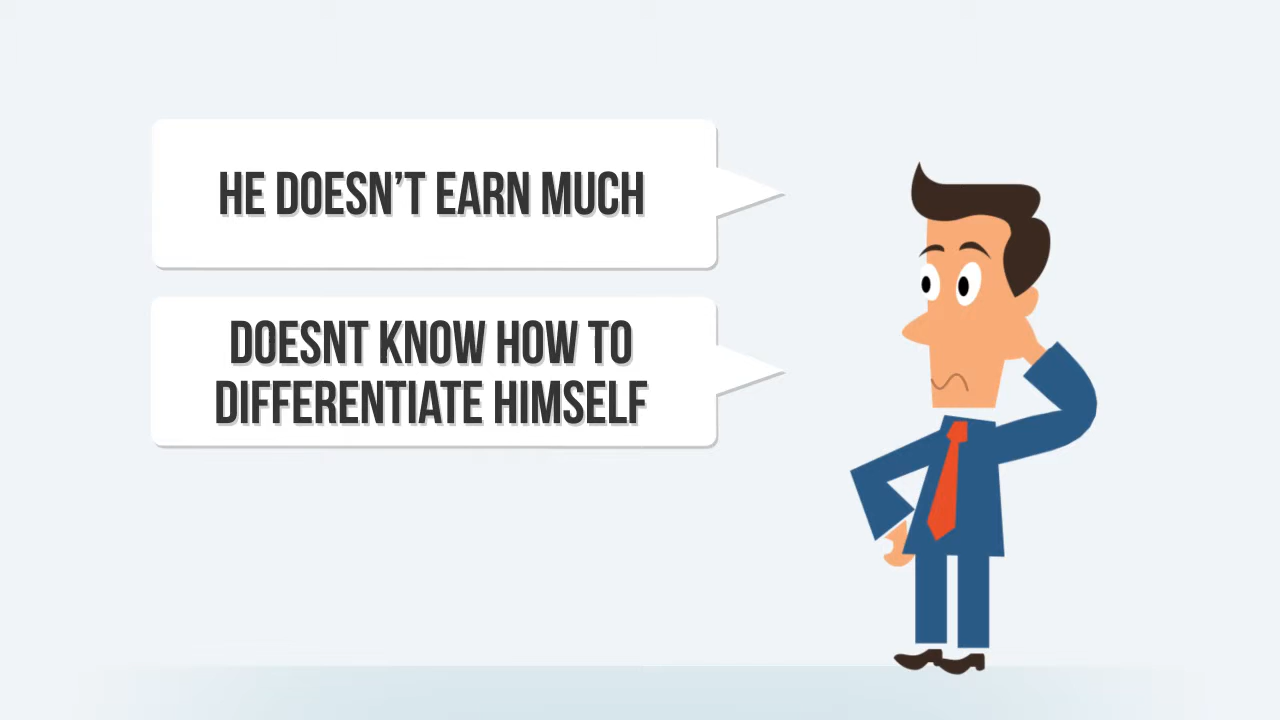 HE DOESN’T EARN MUCH
DOESNT KNOW HOW TO
DIFFERENTIATE HIMSELF